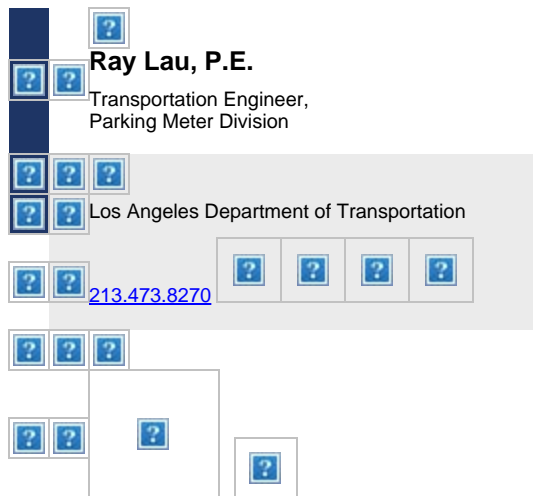 Ray Lau, P.E.
Transportation Engineer,
Parking Meter Division
Los Angeles Department of Transportation
213.473.8270